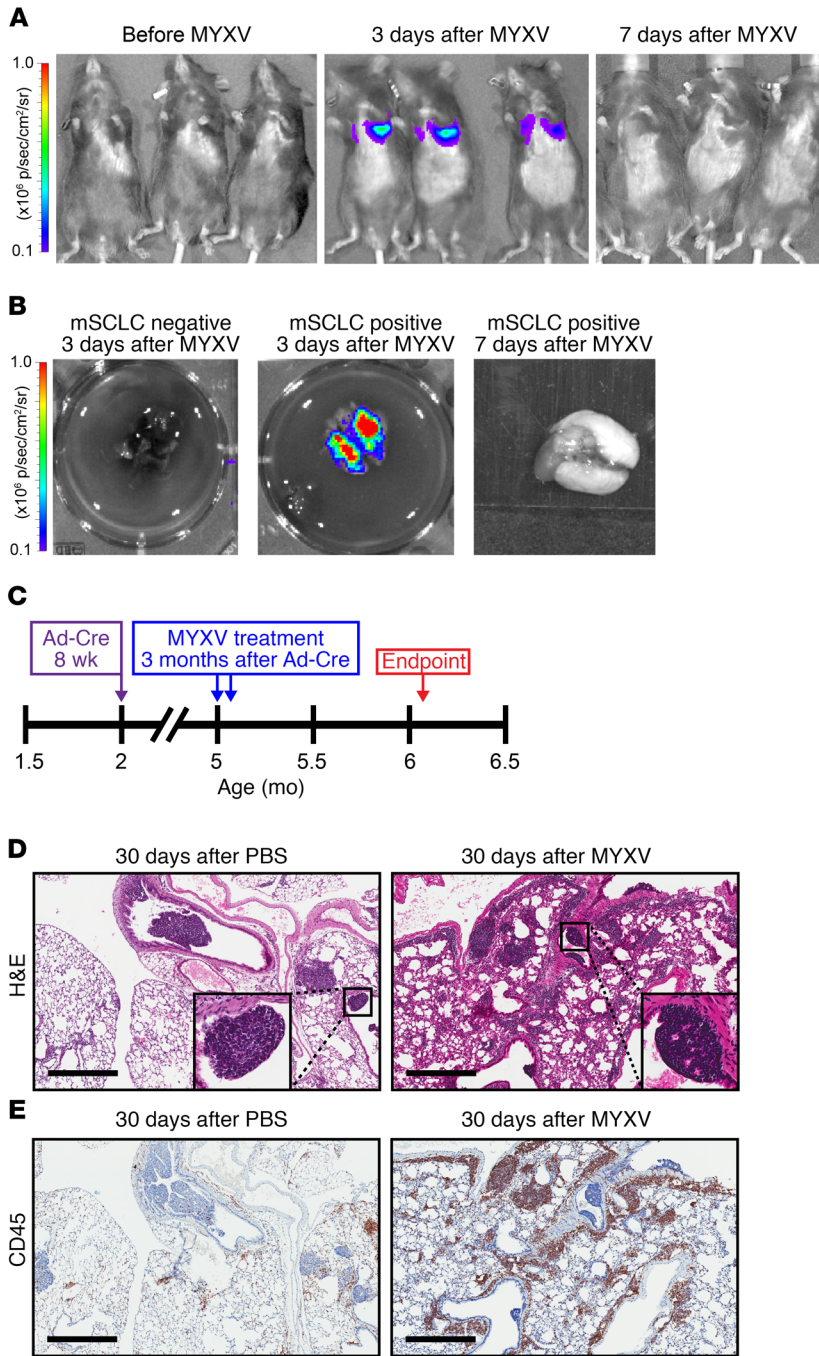 A
Before MYXV
3 days after MYXV
7 days after MYXV
1.0
(x10⁶ p/sec/cm²/sr)
0.1
B
mSCLC negative
3 days after MYXV
mSCLC positive
3 days after MYXV
mSCLC positive
7 days after MYXV
1.0
(x10⁶ p/sec/cm²/sr)
0.1
C
Ad-Cre
8 wk
MYXV treatment
3 months after Ad-Cre
Endpoint
1.5
2
5
5.5
6
6.5
Age (mo)
D
30 days after PBS
30 days after MYXV
H&E
E
30 days after PBS
30 days after MYXV
CD45